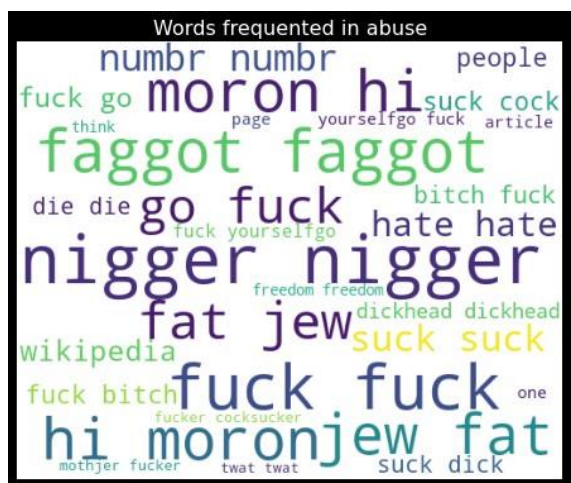 Words frequented in abuse
numbr numbr
people
fuck go
moron hi
suck cock
think
page
yourselfgo fuck
article
faggot faggot
die die
go fuck
bitch fuck
hate hate
fuck yourselfgo
nigger nigger
freedom freedom
fat jew
dickhead dickhead
suck suck
wikipedia
fuck bitch
fuck fuck
one
fucker cocksucker
hi moron
jew fat
mothjer fucker
twat twat
suck dick